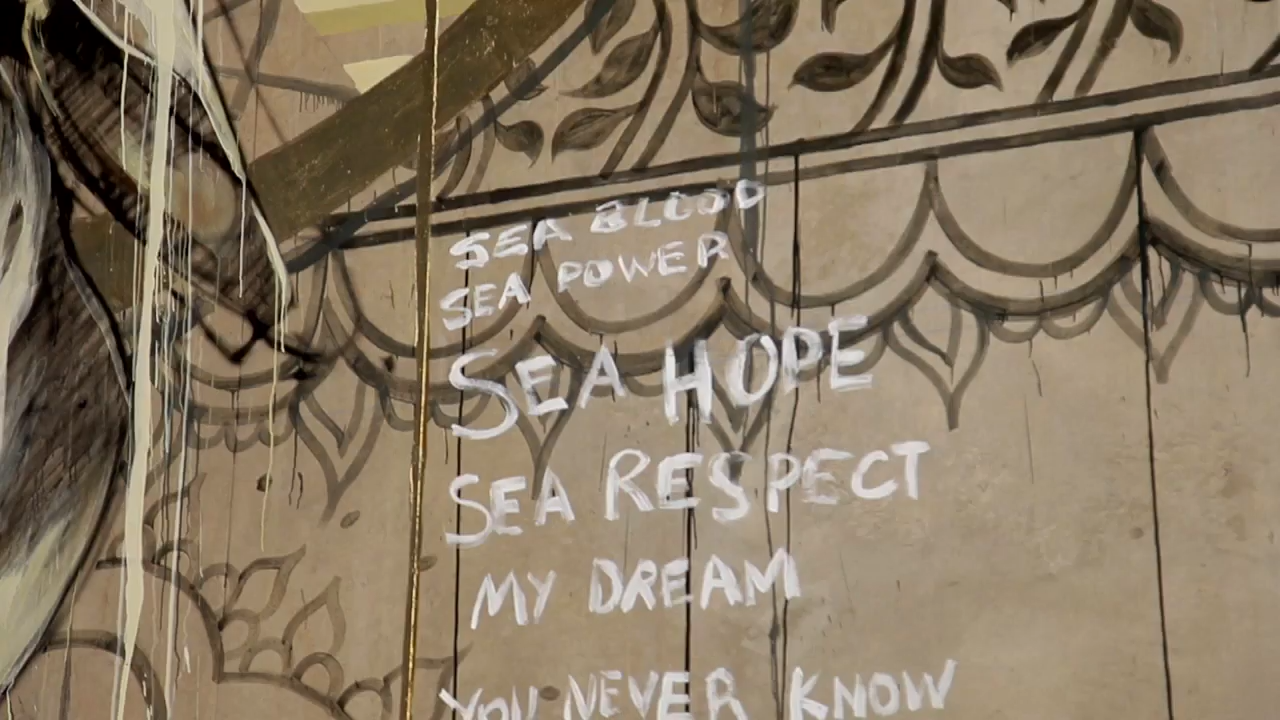 SEA BLOOD
SEA POWER
SEA HOPE
SEA RESPECT
MY DREAM
YOU NEVER KNOW